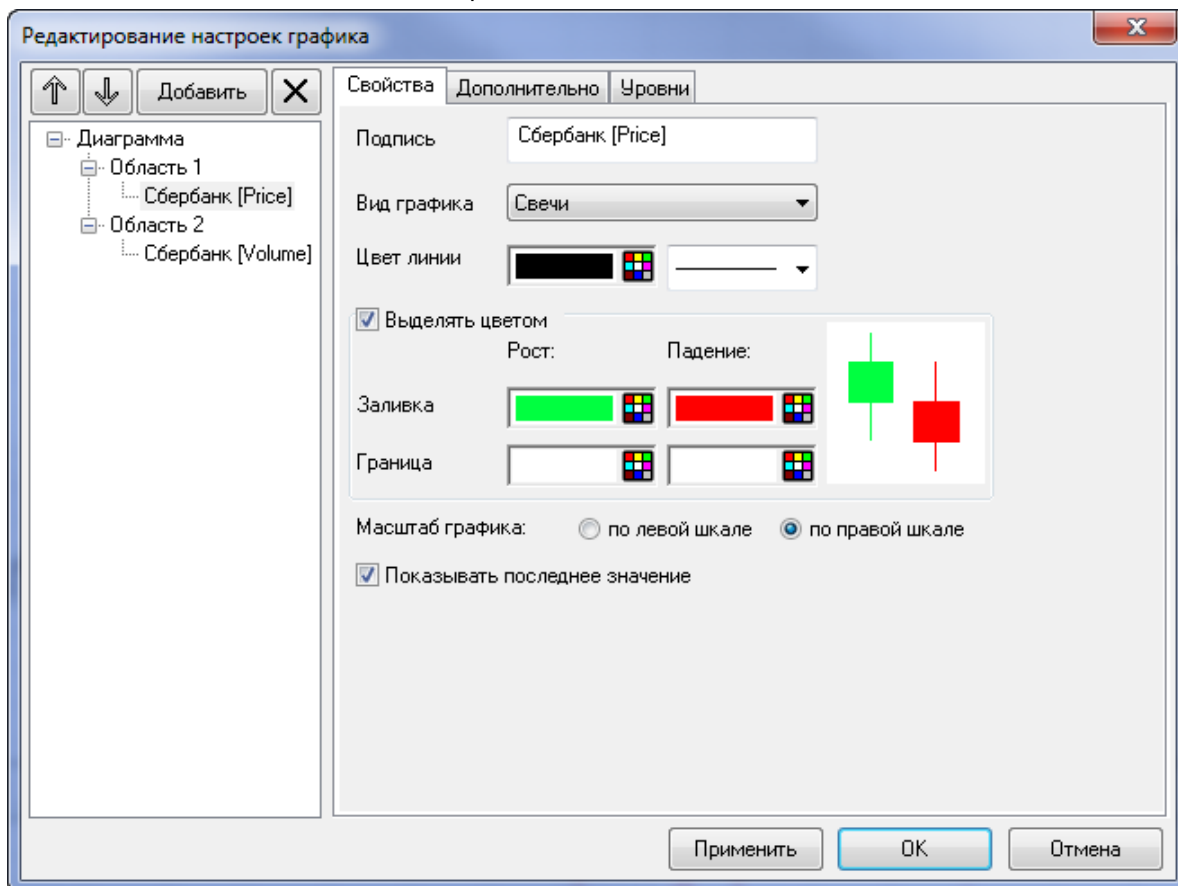 Редактирование настроек графика
Добавить
Диаграмма
Область 1
Сбербанк [Price]
Область 2
Сбербанк [Volume]
Свойства Дополнительно Уровни
Подпись Сбербанк [Price]
Вид графика Свечи
Цвет линии
Выделять цветом
Рост: Падение:
Заливка
Граница
Масштаб графика: по левой шкале по правой шкале
Показывать последнее значение
Применить OK Отмена